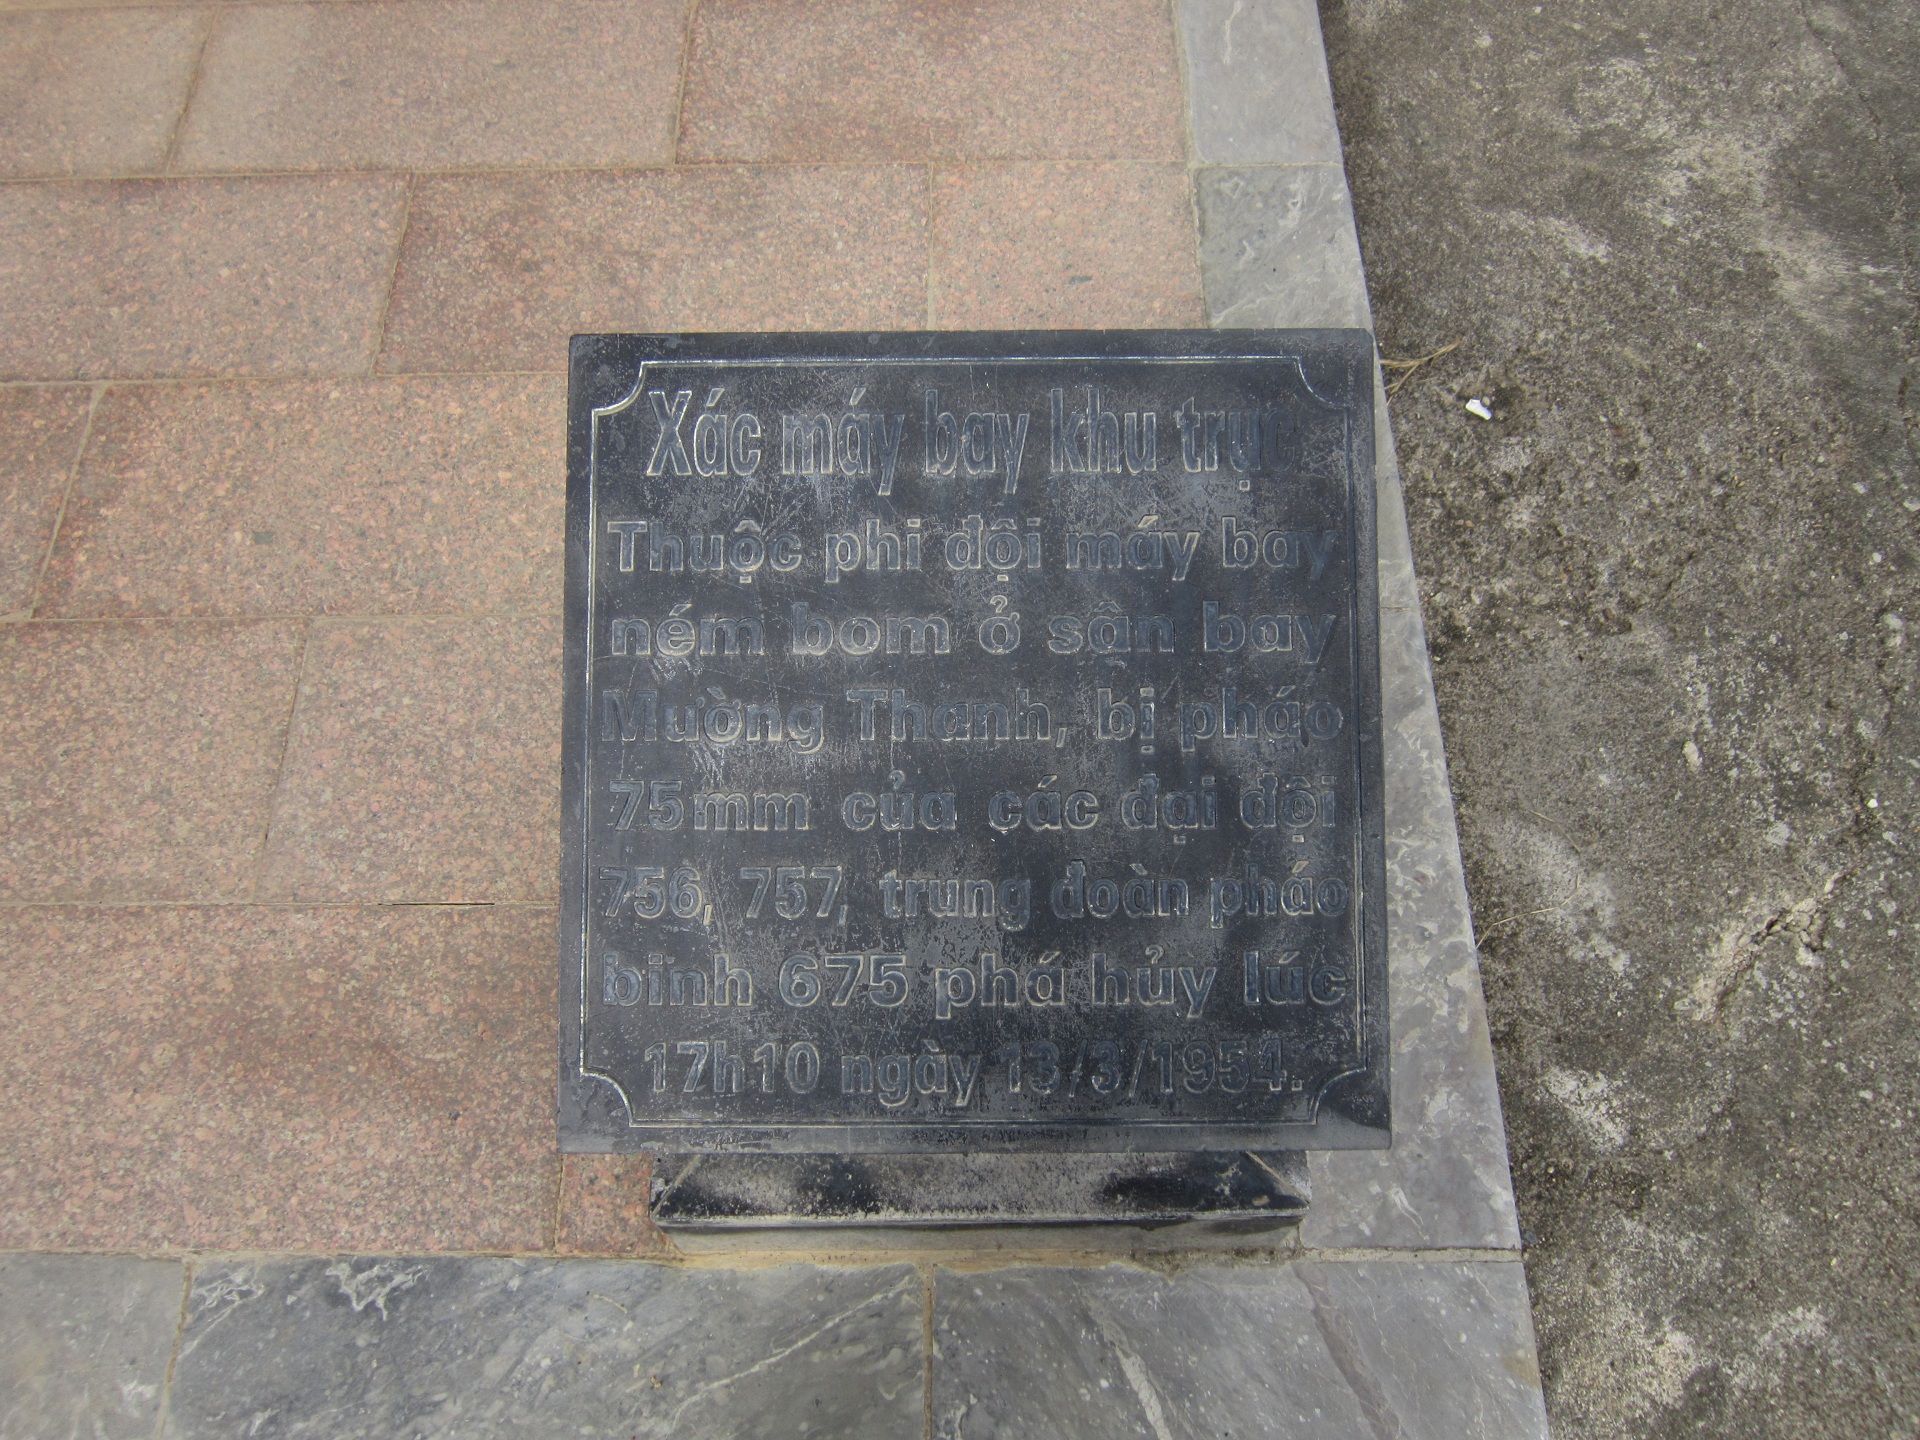 Xác máy bay khu trục
Thuộc phi đội máy bay
ném bom ở sân bay
Mường Thanh, bị pháo
75mm của các đại đội
756, 757, trung đoàn pháo
binh 675 phá hủy lúc
17h10 ngày 13/3/1954.